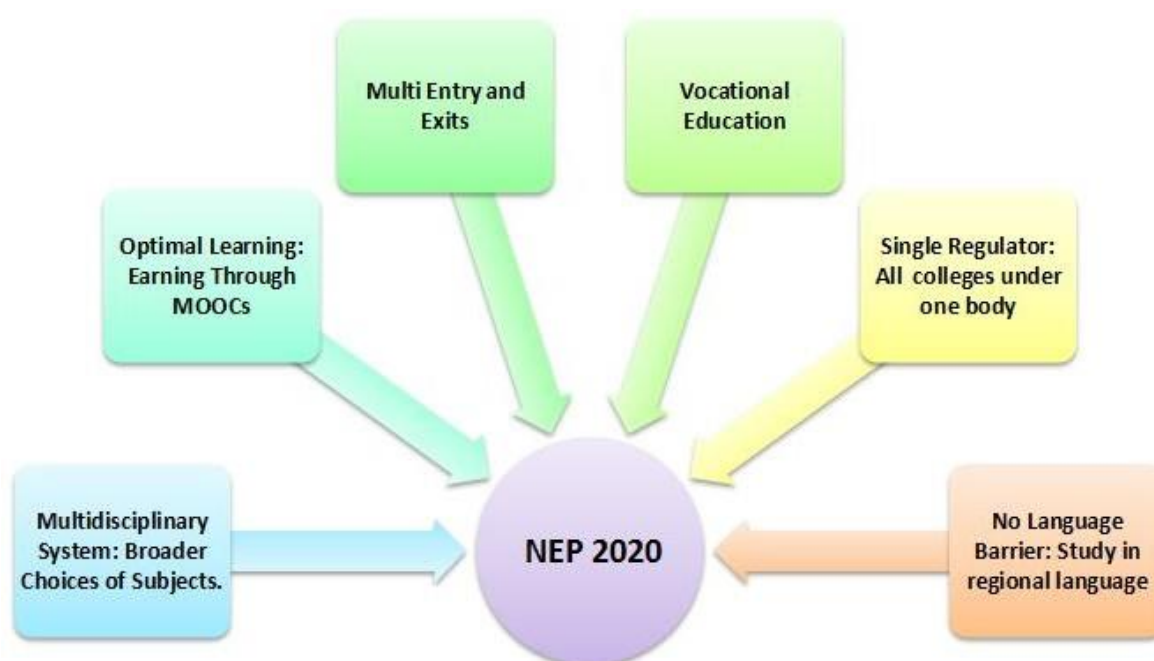 Multi Entry and
Exits
Vocational
Education
Optimal Learning:
Earning Through
MOOCs
Single Regulator:
All colleges under
one body
Multidisciplinary
System: Broader
Choices of Subjects.
NEP 2020
No Language
Barrier: Study in
regional language